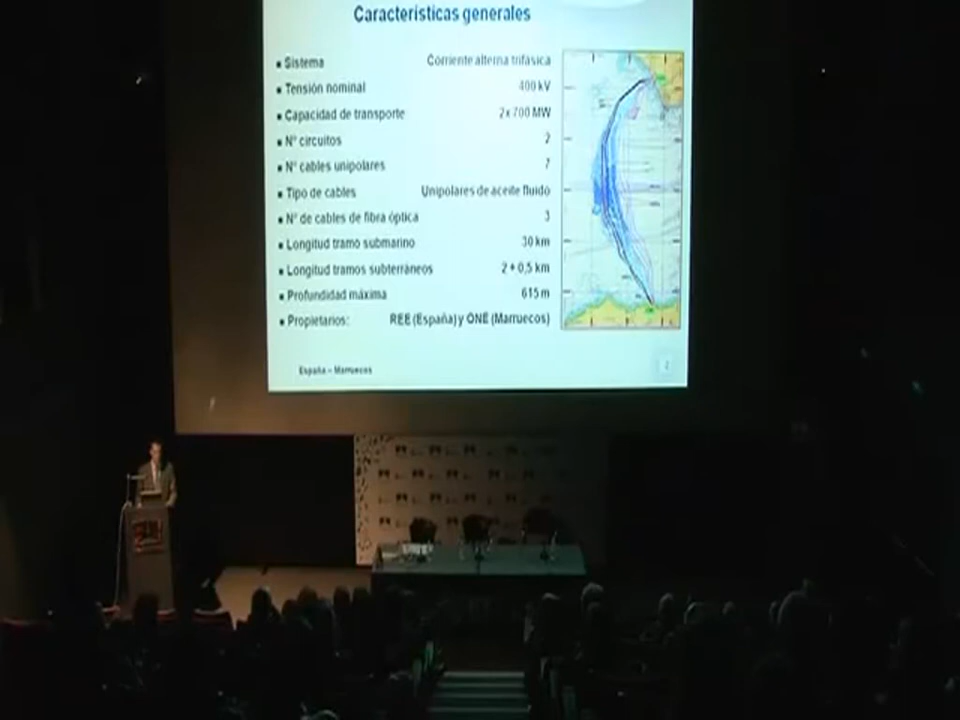 Características generales
▪ Sistema Corriente alterna trifásica
▪ Tensión nominal 400 kV
▪ Capacidad de transporte 2x 700 MW
▪ Nº circuitos 2
▪ Nº cables unipolares 7
▪ Tipo de cables Unipolares de aceite fluido
▪ Nº de cables de fibra óptica 3
▪ Longitud tramo submarino 30 km
▪ Longitud tramos subterráneos 2 + 0,5 km
▪ Profundidad máxima 615 m
▪ Propietarios: REE (España) y ONE (Marruecos)
España – Marruecos
2